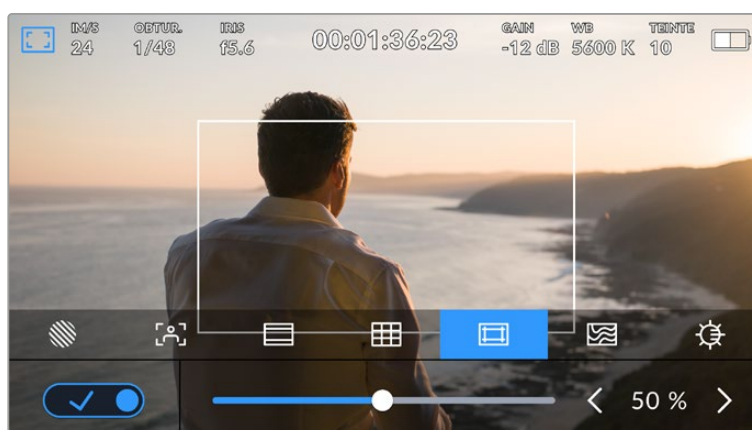 IM/S OBTUR. IRIS 00:01:36:23 GAIN WB TEINTE
24 1/48 f5.6 -12 dB 5600 K 10
50 %